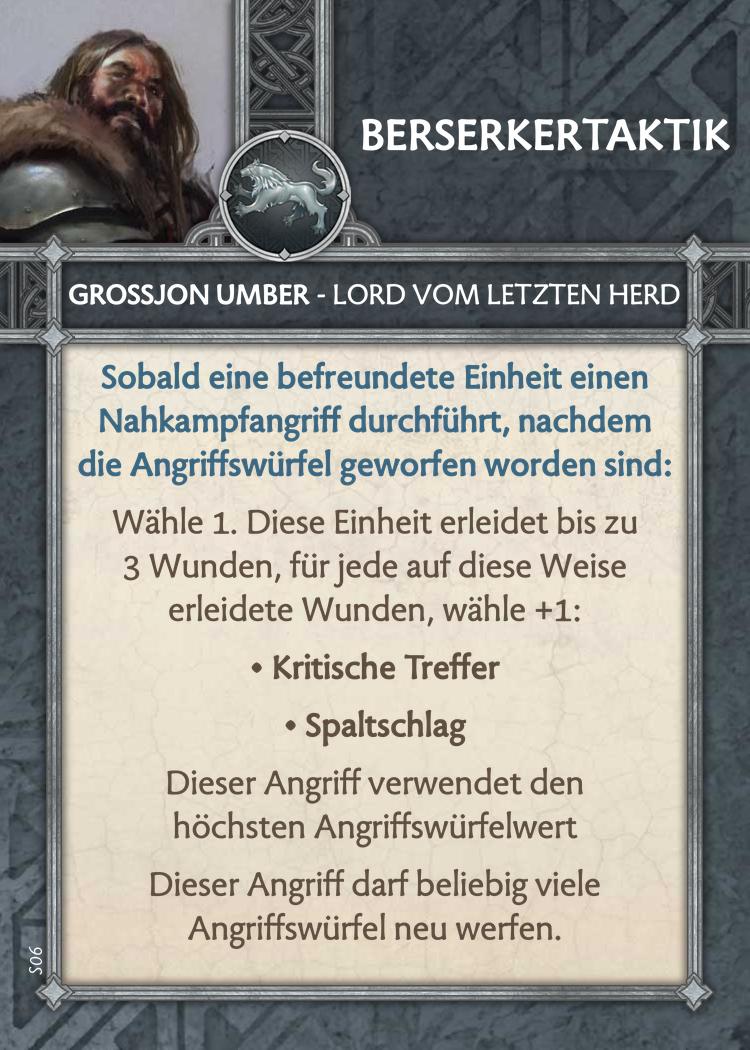 BERSERKERTAKTIK
GROSSJON UMBER - LORD VOM LETZTEN HERD
Sobald eine befreundete Einheit einen
Nahkampfangriff durchführt, nachdem
die Angriffswürfel geworfen worden sind:
Wähle 1. Diese Einheit erleidet bis zu
3 Wunden, für jede auf diese Weise
erleidete Wunden, wähle +1:
• Kritische Treffer
• Spaltschlag
Dieser Angriff verwendet den
höchsten Angriffswürfelwert
Dieser Angriff darf beliebig viele
Angriffswürfel neu werfen.
S06